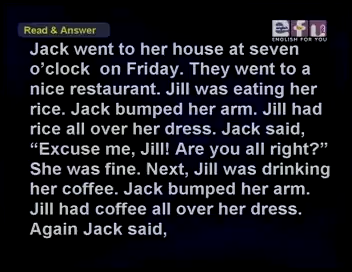 Read & Answer
ENGLISH FOR YOU
Jack went to her house at seven
o’clock on Friday. They went to a
nice restaurant. Jill was eating her
rice. Jack bumped her arm. Jill had
rice all over her dress. Jack said,
“Excuse me, Jill! Are you all right?”
She was fine. Next, Jill was drinking
her coffee. Jack bumped her arm.
Jill had coffee all over her dress.
Again Jack said,